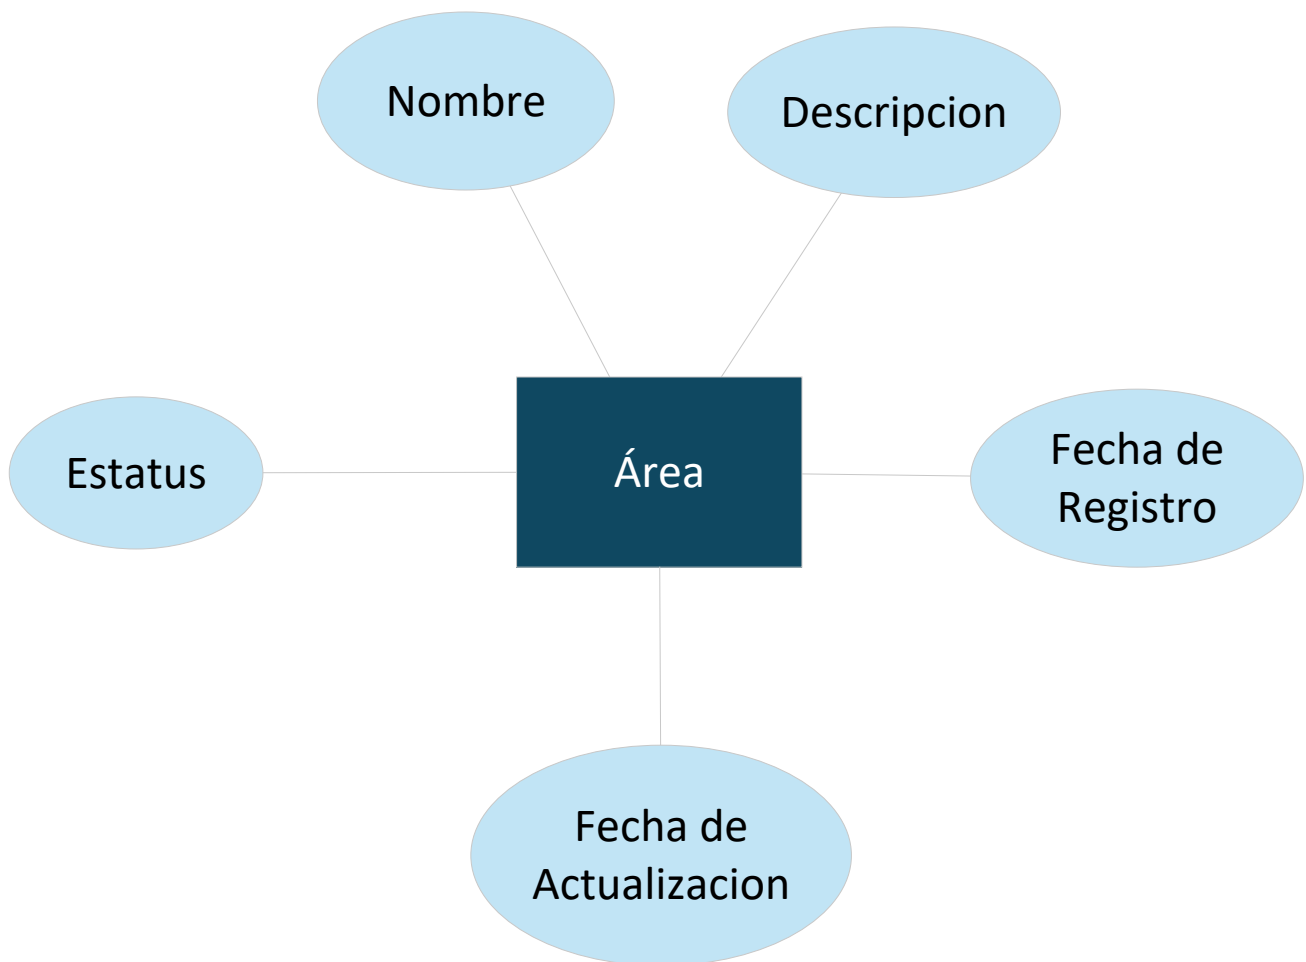 Nombre
Descripcion
Estatus
Área
Fecha de
Registro
Fecha de
Actualizacion